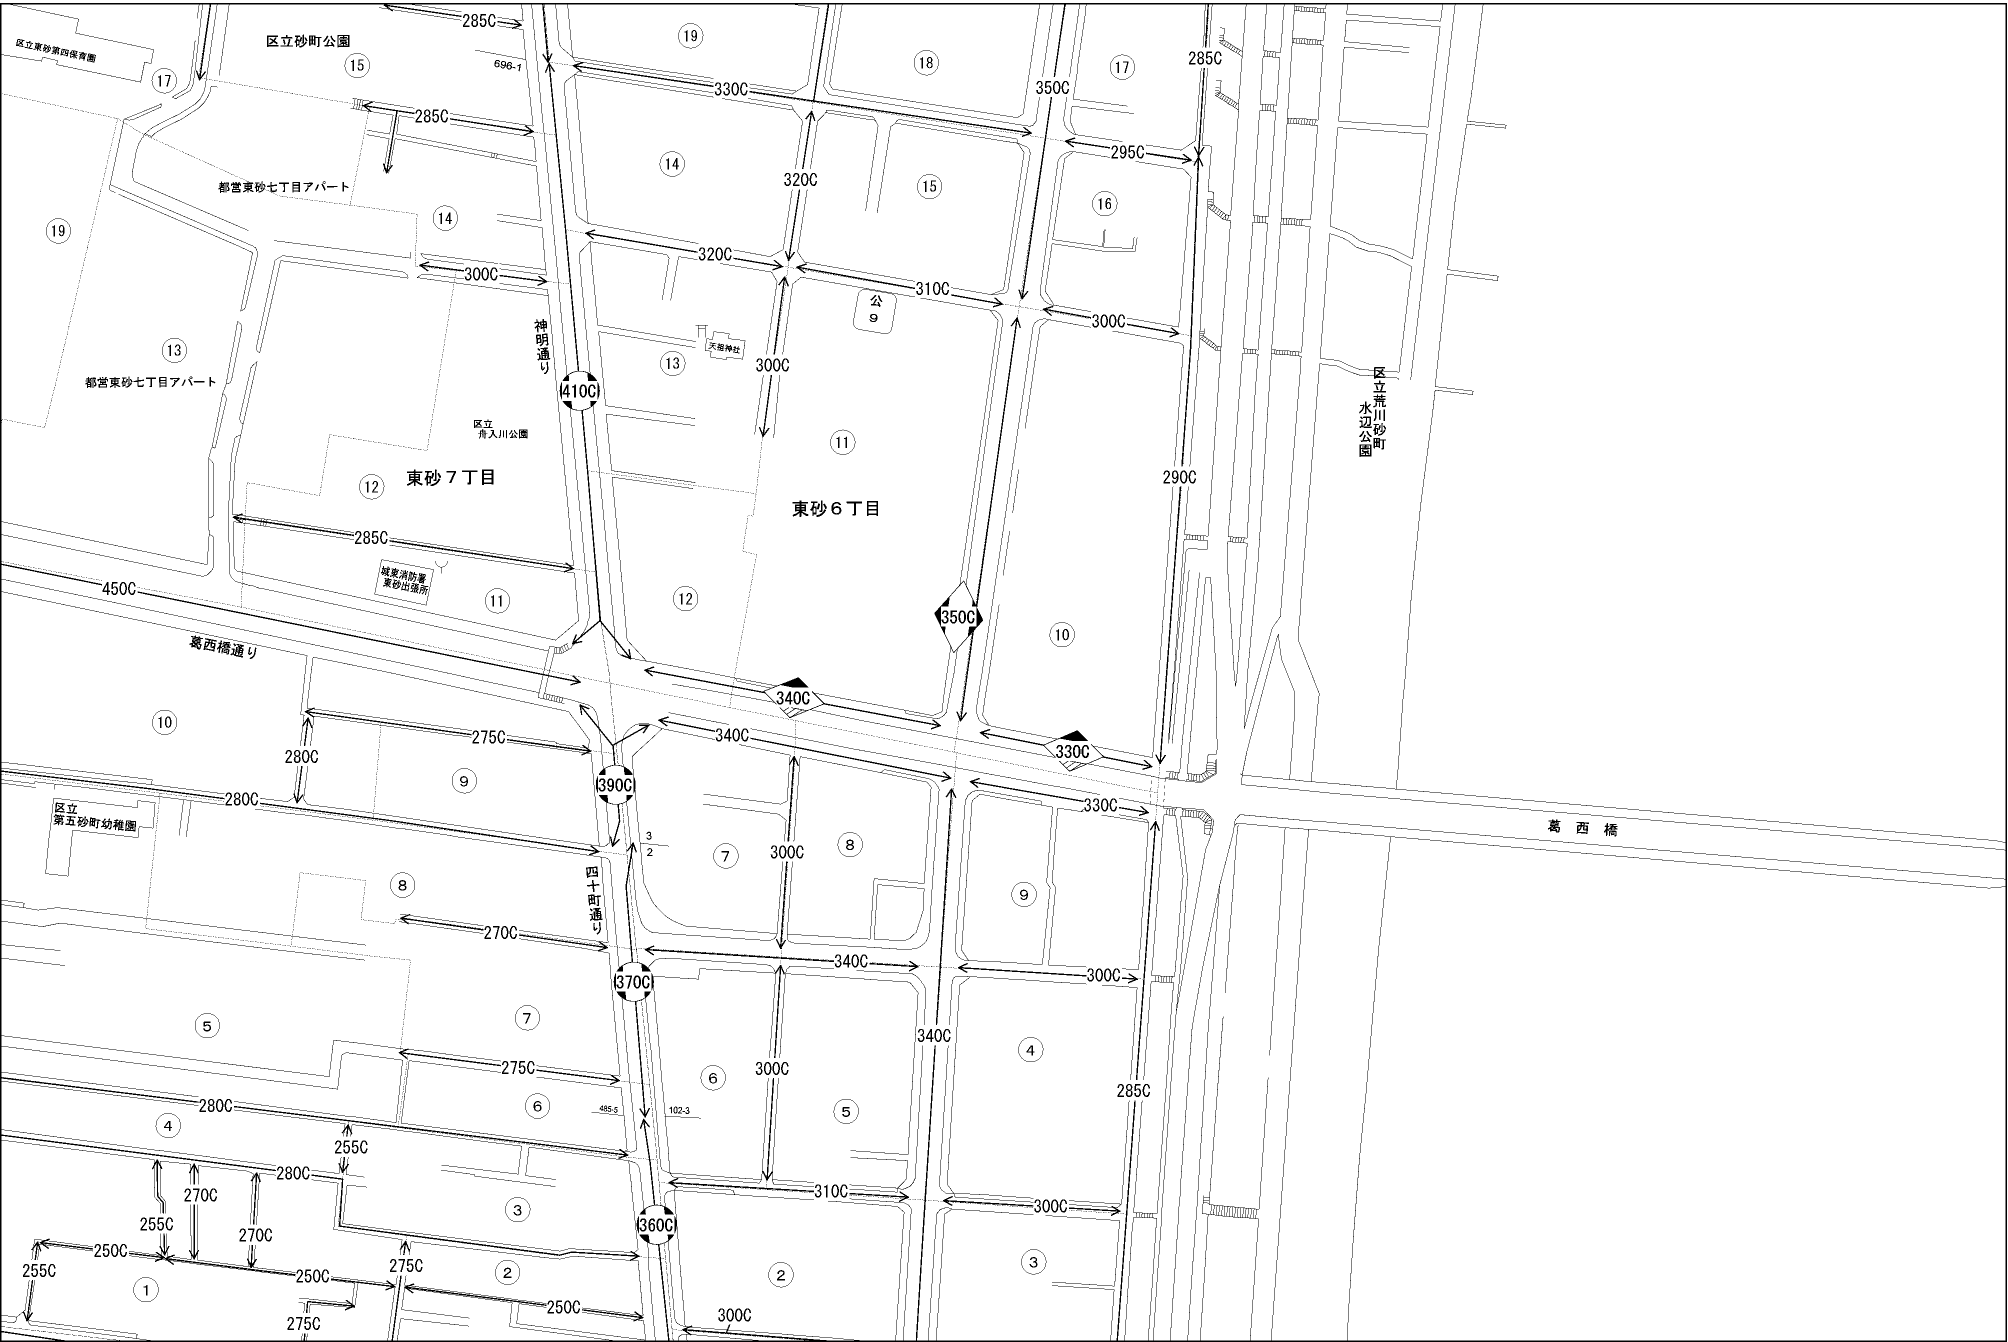 285C
19
区立砂町公園
区立東砂第四保育園
15
696-1
18
17
285C
17
330C
350C
285C
295C
14
320C
15
都営東砂七丁目アパート
16
14
19
320C
300C
310C
公
9
300C
神明通り
13
天祖神社
13
300C
都営東砂七丁目アパート
410C
区立荒川砂町
水辺公園
区立
舟入川公園
11
東砂7丁目
290C
12
東砂6丁目
285C
城東消防署
東砂出張所
450C
11
12
350C
10
葛西橋通り
340C
10
275C
340C
280C
330C
9
390C
280C
330C
区立
第五砂町幼稚園
葛西橋
3
2
7
300C
8
四十町通り
8
9
270C
340C
300C
370C
5
7
340C
4
275C
300C
6
285C
280C
6
485-5
102-3
5
4
255C
280C
270C
310C
300C
255C
3
360C
270C
250C
275C
255C
250C
2
2
3
1
250C
300C
275C